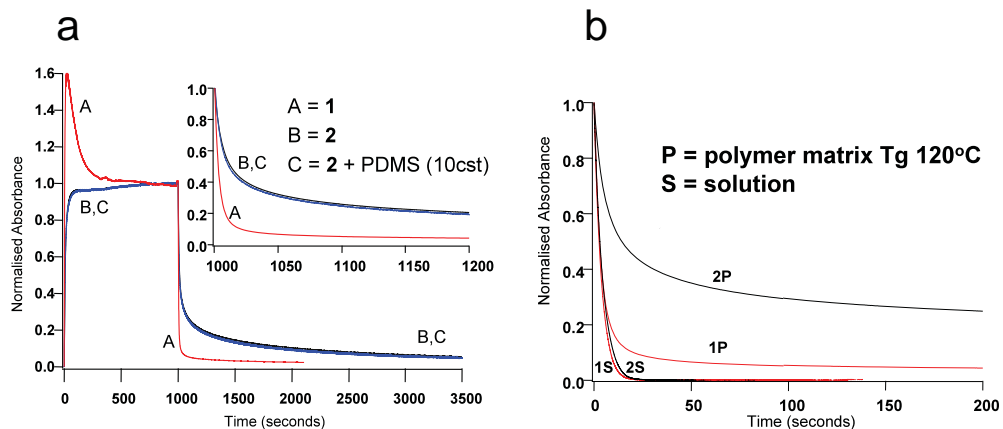 a
Normalised Absorbance
1.6
1.4
1.2
1.0
0.8
0.6
0.4
0.2
0.0
A
B,C
A
B,C
0
500
1000
1500
2000
2500
3000
3500
Time (seconds)
1.0
0.8
0.6
0.4
0.2
0.0
B,C
A
A = 1
B = 2
C = 2 + PDMS (10cst)
1000
1050
1100
1150
1200
b
Normalised Absorbance
1.0
0.8
0.6
0.4
0.2
0.0
P = polymer matrix Tg 120ºC
S = solution
2P
1P
1S
2S
0
50
100
150
200
Time (seconds)